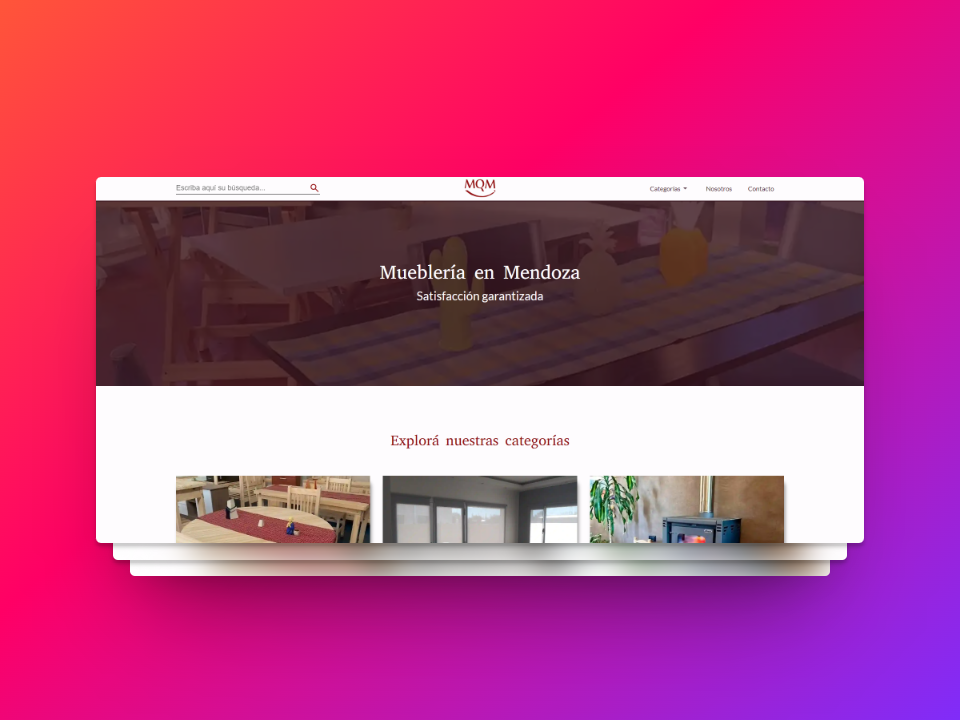 Escriba aquí su búsqueda...
MQM
Categorías
Nosotros
Contacto
Mueblería en Mendoza
Satisfacción garantizada
Explorá nuestras categorías